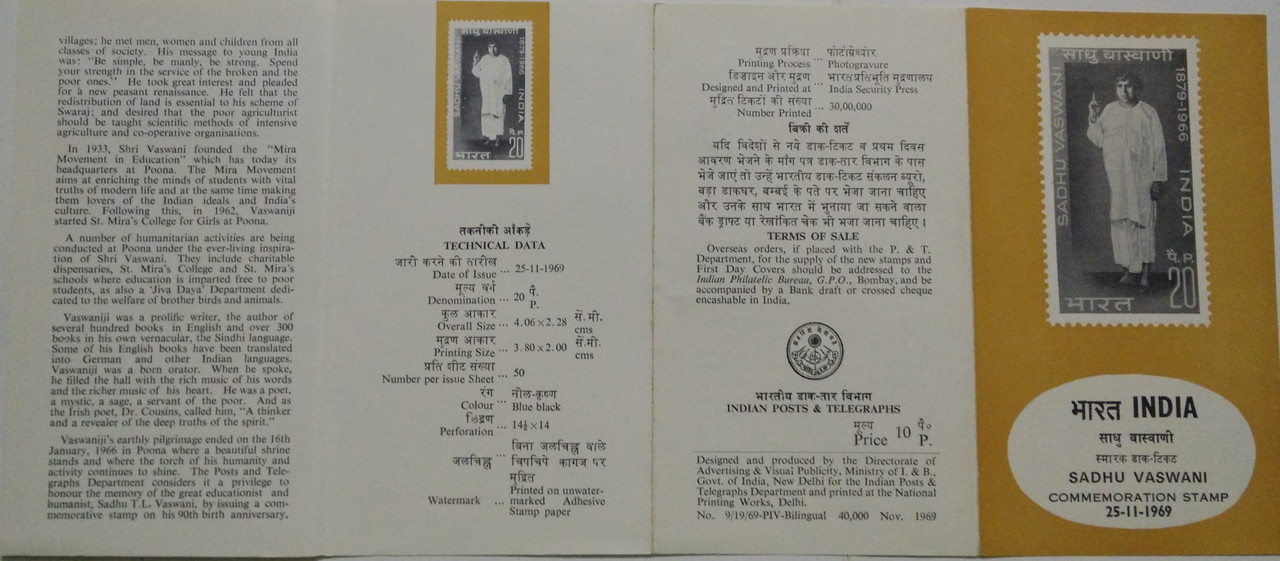 villages; he met men, women and children from all
classes of society. His message to young India
was: "Be simple, be manly, be strong. Spend
your strength in the service of the broken and the
poor ones." He took great interest and pleaded
for a new peasant renaissance. He felt that the
redistribution of land is essential to his scheme of
Swaraj; and desired that the poor agriculturist
should be taught scientific methods of intensive
agriculture and co-operative organisations.
In 1933, Shri Vaswani founded the "Mira
Movement in Education" which has today its
headquarters at Poona. The Mira Movement
aims at enriching the minds of students with vital
truths of modern life and at the same time making
them lovers of the Indian ideals and India's
culture. Following this, in 1962, Vaswaniji
started St. Mira's College for Girls at Poona.
A number of humanitarian activities are being
conducted at Poona under the ever-living inspira-
tion of Shri Vaswani. They include charitable
dispensaries, St. Mira's College and St. Mira's
schools where education is imparted free to poor
students, as also a 'Jiva Daya' Department dedi-
cated to the welfare of brother birds and animals.
Vaswaniji was a prolific writer, the author of
several hundred books in English and over 300
books in his own vernacular, the Sindhi language.
Some of his English books have been translated
into German and other Indian languages.
Vaswaniji was a born orator. When he spoke,
he filled the hall with the rich music of his words
and the richer music of his heart. He was a poet,
a mystic, a sage, a servant of the poor. And as
the Irish poet, Dr. Cousins, called him, "A thinker
and a revealer of the deep truths of the spirit."
Vaswaniji's earthly pilgrimage ended on the 16th
January, 1966 in Poona where a beautiful shrine
stands and where the torch of his humanity and
activity continues to shine. The Posts and Tele-
graphs Department considers it a privilege to
honour the memory of the great educationist and
humanist, Sadhu T.L. Vaswani, by issuing a com-
memorative stamp on his 90th birth anniversary.
साधु वास्वाणी
SADHU VASWANI
1879-1966
INDIA
पै. P.
20
भारत
तकनीकी आँकड़े
TECHNICAL DATA
जारी करने की तारीख
Date of Issue ... 25-11-1969
मूल्य वर्ग
Denomination ... 20 पै. P.
कुल आकार
Overall Size ... 4.06×2.28 सें.मी. cms
मुद्रण आकार
Printing Size ... 3.80×2.00 सें.मी. cms
प्रति शीट संख्या
Number per issue Sheet ... 50
रंग नील-कृष्ण
Colour ... Blue black
छिद्रण
Perforation ... 14½×14
बिना जलचिह्न वाले
जलचिह्न ... चिपचिपे कागज पर
मुद्रित
Printed on unwater-
Watermark ... marked Adhesive
Stamp paper
मुद्रण प्रक्रिया फोटोग्रेव्योर
Printing Process ... Photogravure
डिज़ाइन और मुद्रण भारत प्रतिभूति मुद्रणालय
Designed and Printed at ... India Security Press
मुद्रित टिकटों की संख्या
Number Printed ... 30,00,000
बिक्री की शर्तें
यदि विदेशों से नये डाक-टिकट व प्रथम दिवस
आवरण भेजने के माँग पत्र डाक-तार विभाग के पास
भेजे जाएं तो उन्हें भारतीय डाक-टिकट संकलन ब्यूरो,
बड़ा डाकघर, बम्बई के पते पर भेजा जाना चाहिए
और उनके साथ भारत में भुनाया जा सकने वाला
बैंक ड्राफ्ट या रेखांकित चेक भी भजा जाना चाहिए।
TERMS OF SALE
Overseas orders, if placed with the P. & T.
Department, for the supply of the new stamps and
First Day Covers should be addressed to the
Indian Philatelic Bureau, G.P.O., Bombay, and be
accompanied by a Bank draft or crossed cheque
encashable in India.
भारतीय डाक-तार विभाग
INDIAN POSTS & TELEGRAPHS
मूल्य 10 पै०
Price P.
Designed and produced by the Directorate of
Advertising & Visual Publicity, Ministry of I. & B.,
Govt. of India, New Delhi for the Indian Posts &
Telegraphs Department and printed at the National
Printing Works, Delhi.
No. 9/19/69-PIV-Bilingual 40,000 Nov. 1969
साधु वास्वाणी
SADHU VASWANI
1879-1966
INDIA
पै. P.
20
भारत
भारत INDIA
साधु वास्वाणी
स्मारक डाक-टिकट
SADHU VASWANI
COMMEMORATION STAMP
25-11-1969